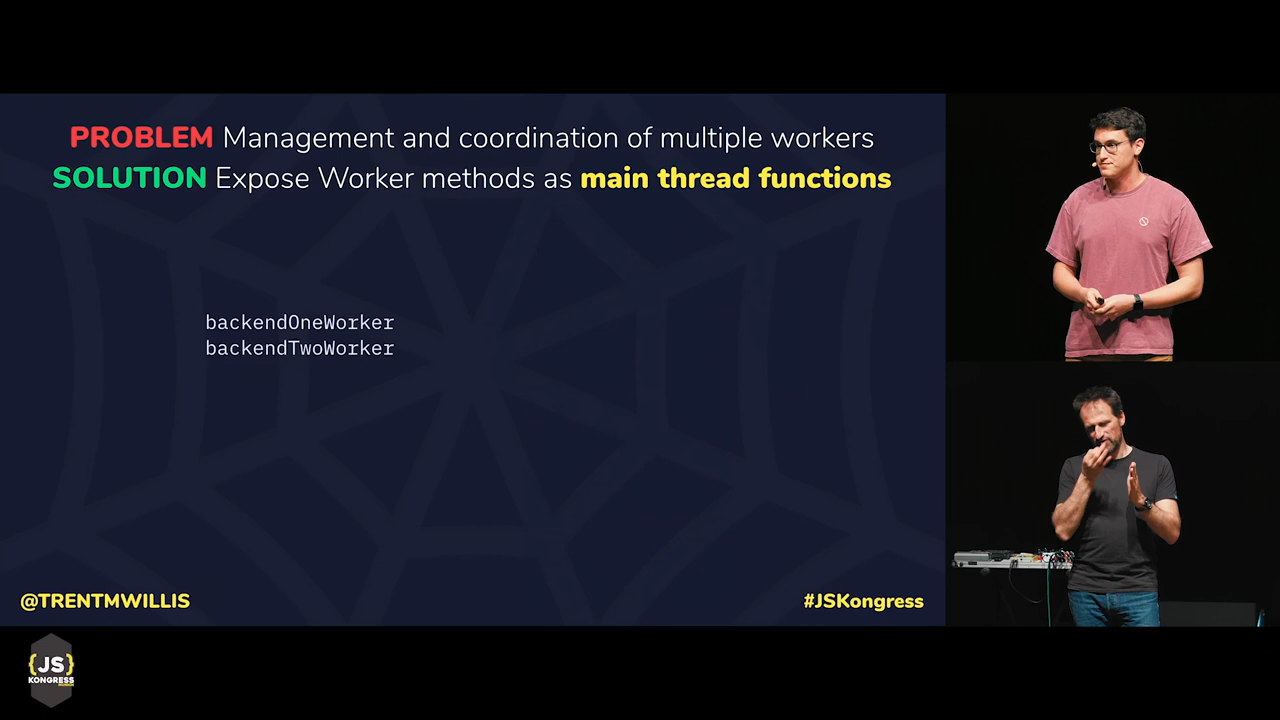 PROBLEM Management and coordination of multiple workers
SOLUTION Expose Worker methods as main thread functions
backendOneWorker
backendTwoWorker
@TRENTMWILLIS
#JSKongress
{JS}
KONGRESS